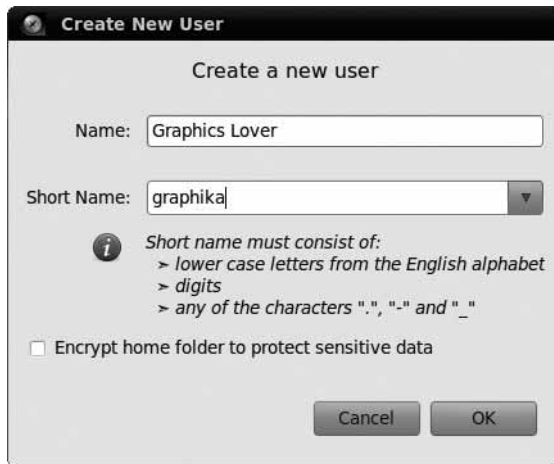 Create New User
Create a new user
Name: Graphics Lover
Short Name: graphika
i Short name must consist of:
➣ lower case letters from the English alphabet
➣ digits
➣ any of the characters ".", "-" and "_"
Encrypt home folder to protect sensitive data
Cancel OK